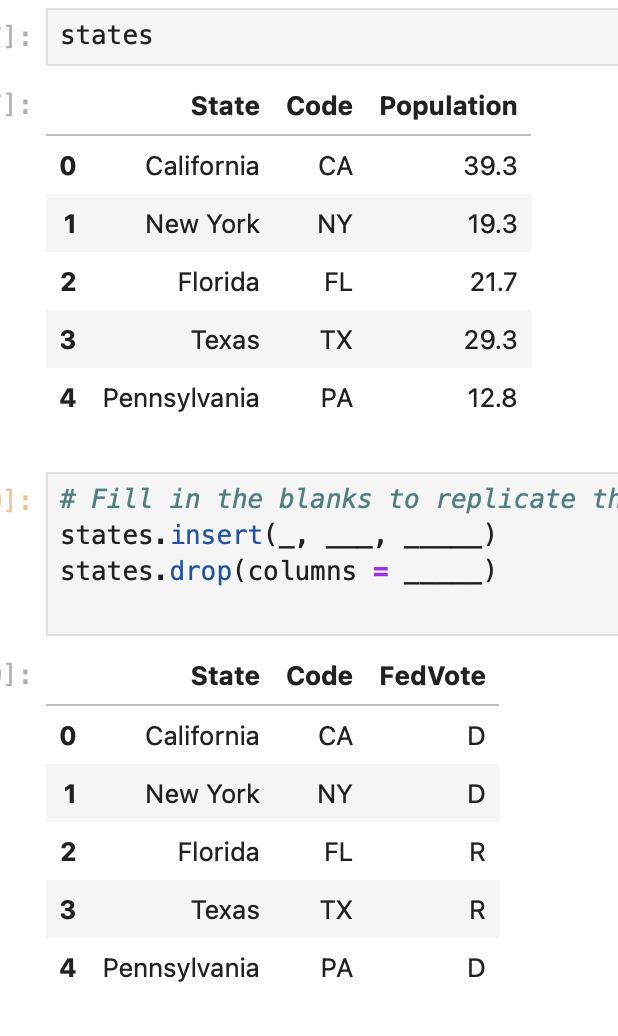 ]: states
]: State Code Population
0 California CA 39.3
1 New York NY 19.3
2 Florida FL 21.7
3 Texas TX 29.3
4 Pennsylvania PA 12.8
]: # Fill in the blanks to replicate th
states.insert(_, ___, _____)
states.drop(columns = _____)
]: State Code FedVote
0 California CA D
1 New York NY D
2 Florida FL R
3 Texas TX R
4 Pennsylvania PA D